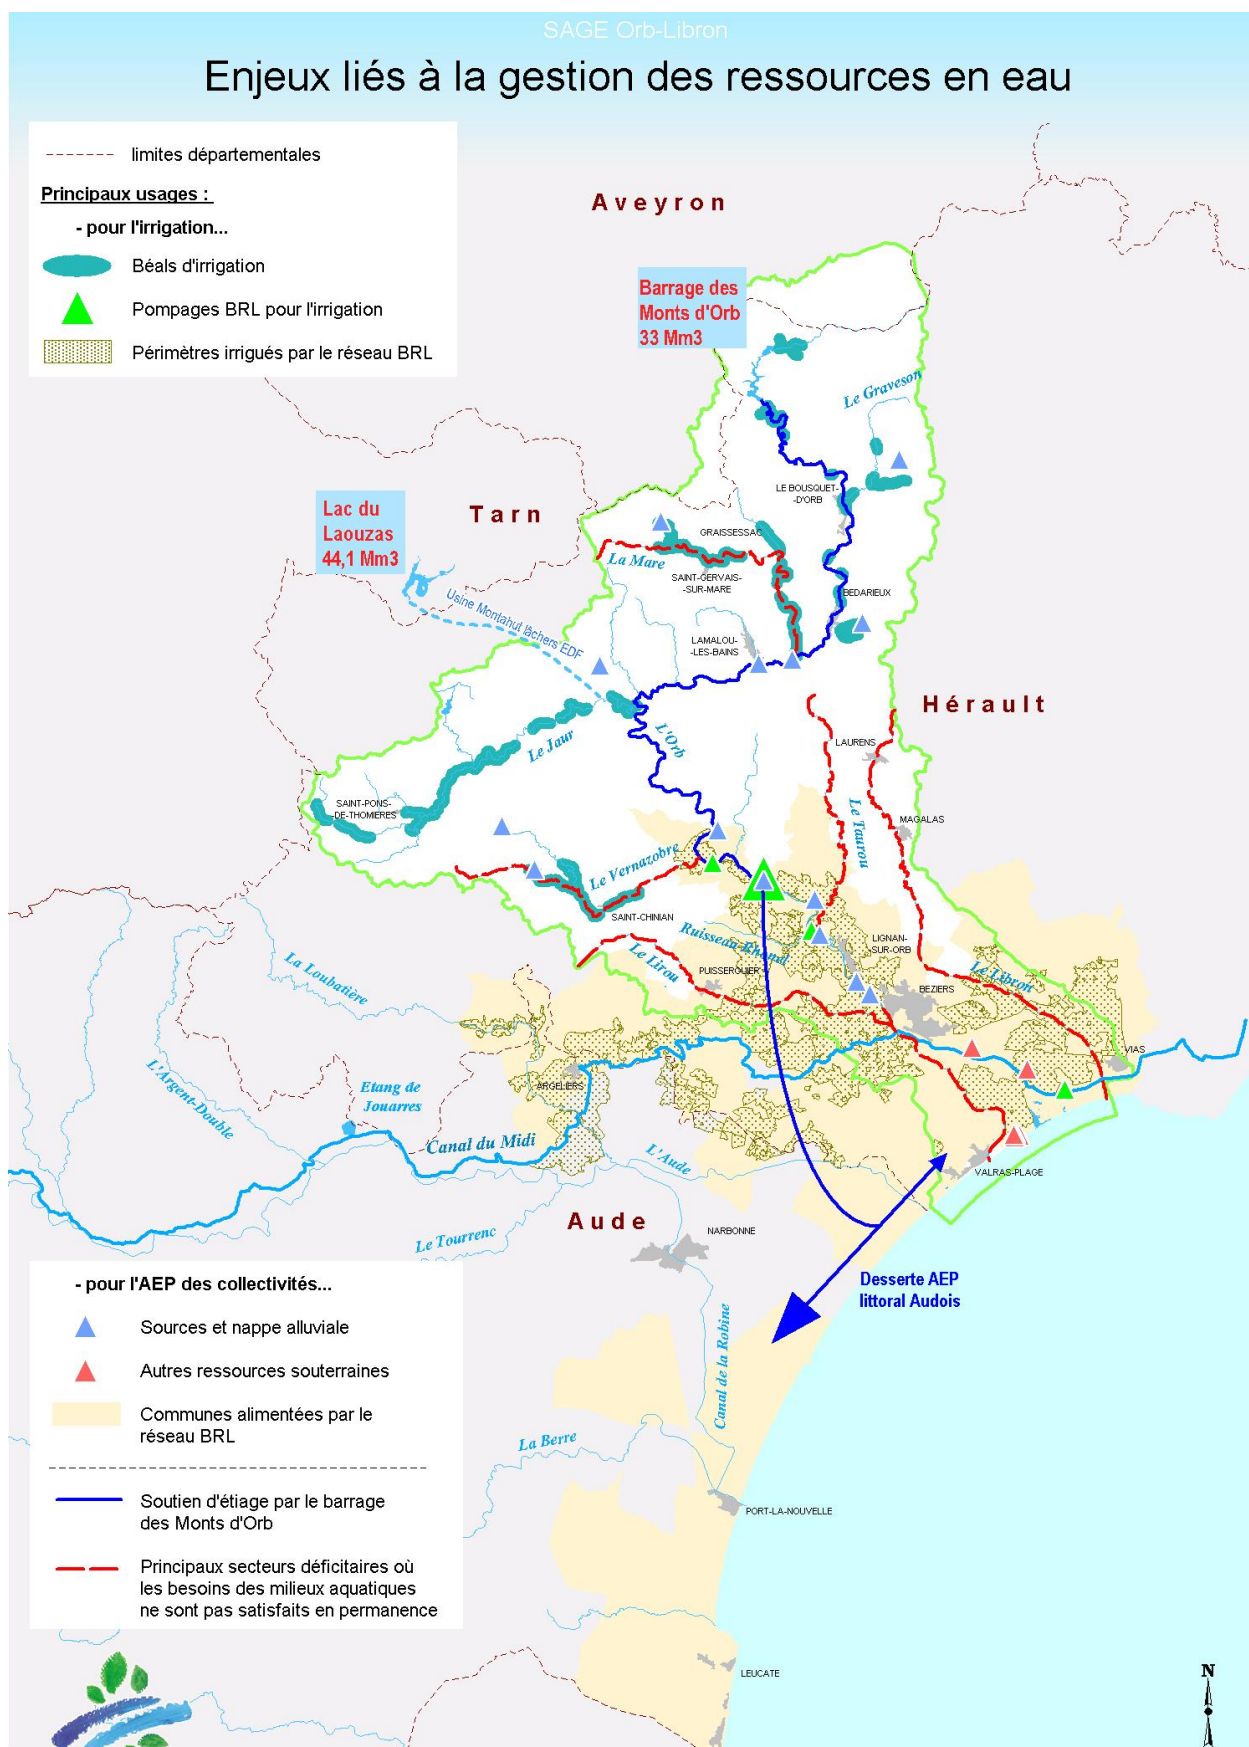 SAGE Orb-Libron
Enjeux liés à la gestion des ressources en eau
limites départementales
Principaux usages :
- pour l'irrigation...
Béals d'irrigation
Pompages BRL pour l'irrigation
Périmètres irrigués par le réseau BRL
Aveyron
Barrage des
Monts d'Orb
33 Mm3
Le Graveson
LE BOUSQUET-
-D'ORB
Tarn
Lac du
Laouzas
44,1 Mm3
GRAISSESSAC
La Mare
SAINT-GERVAIS-
-SUR-MARE
BEDARIEUX
Usine Montahut lâchers EDF
LAMALOU-
-LES-BAINS
Hérault
L'Orb
Le Jaur
LAURENS
SAINT-PONS-
-DE-THOMIERES
Le Taurou
MAGALAS
Le Vernazobre
SAINT-CHINIAN
Ruisseau Rhonel
LIGNAN-
-SUR-ORB
Le Lirou
PUISSERGUIER
La Loubatière
Le Libron
BEZIERS
VIAS
L'Argent-Double
ARGELIERS
Etang de
Jouarres
Canal du Midi
L'Aude
VALRAS-PLAGE
Aude
Le Tourrenc
NARBONNE
Desserte AEP
littoral Audois
- pour l'AEP des collectivités...
Sources et nappe alluviale
Autres ressources souterraines
Communes alimentées par le
réseau BRL
Canal de la Robine
La Berre
Soutien d'étiage par le barrage
des Monts d'Orb
PORT-LA-NOUVELLE
Principaux secteurs déficitaires où
les besoins des milieux aquatiques
ne sont pas satisfaits en permanence
LEUCATE
N